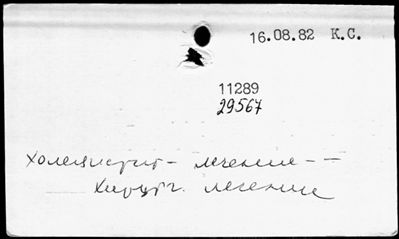 16.08.82 К.С.
11289
29567
холецистит - лечение --
хирург. лечение